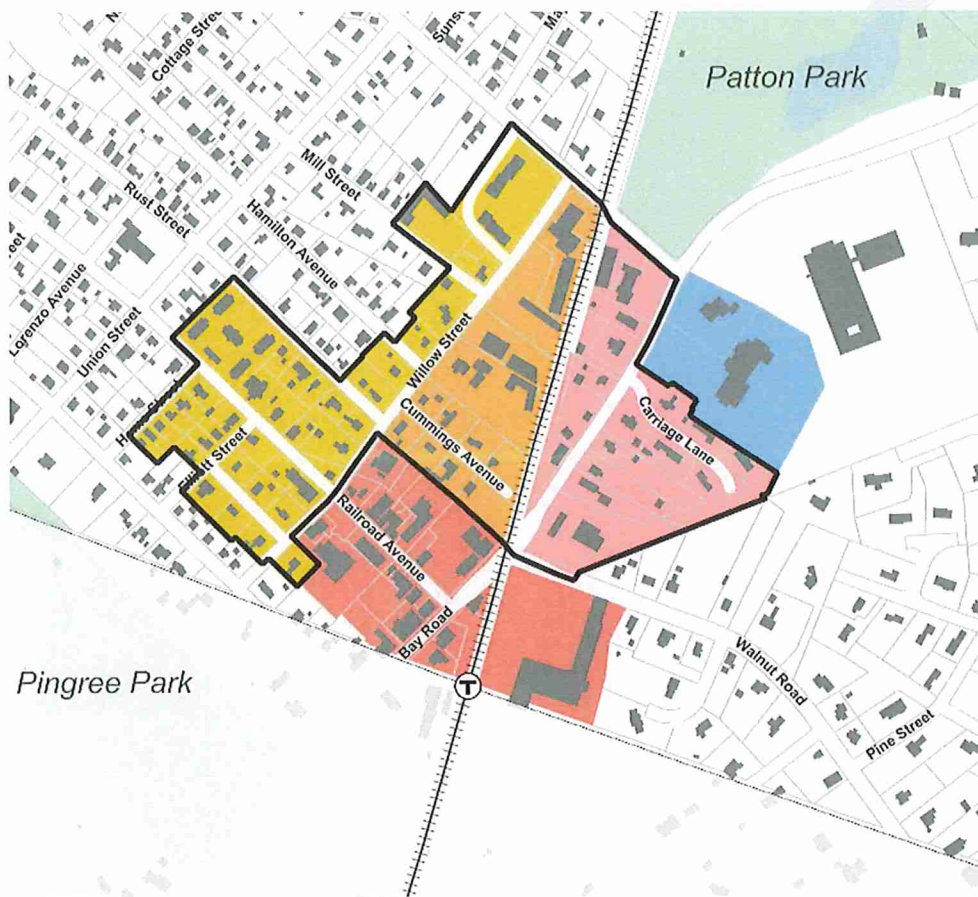 Cottage Street
Patton Park
Mill Street
Rust Street
Hamilton Avenue
Lorenzo Avenue
Union Street
Willow Street
Cummings Avenue
Carriage Lane
Railroad Avenue
Bay Road
T
Pingree Park
Walnut Road
Pine Street